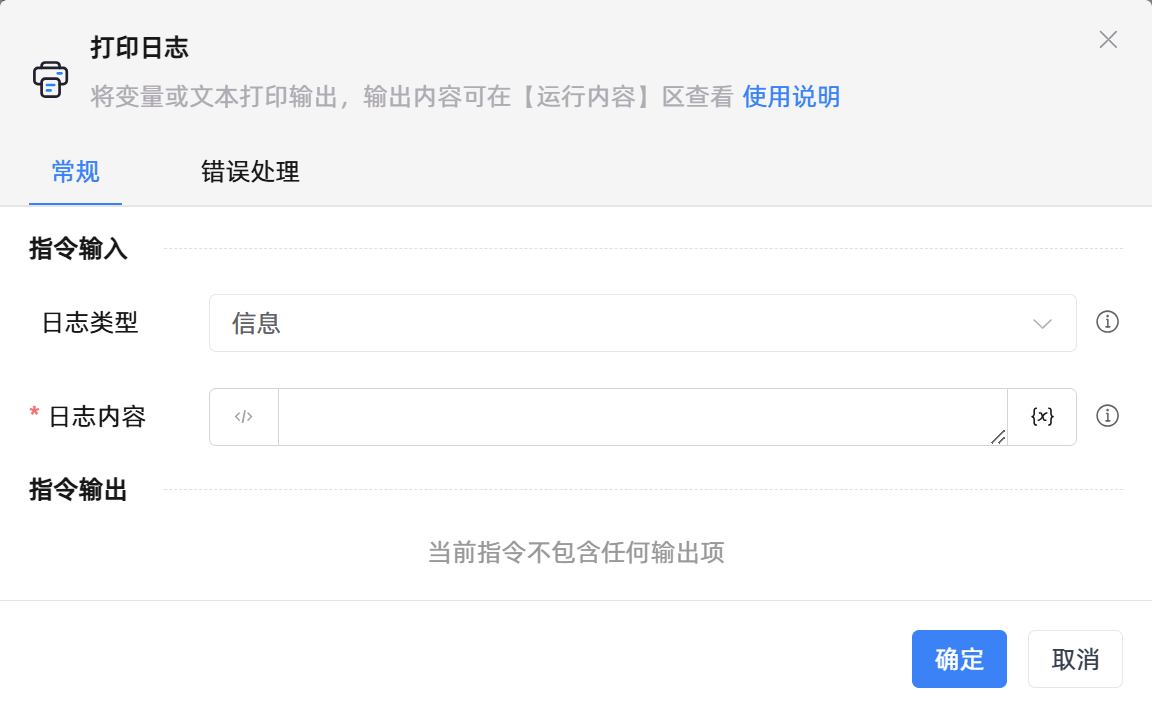 打印日志
将变量或文本打印输出，输出内容可在【运行内容】区查看 使用说明
常规 错误处理
指令输入
日志类型 信息
* 日志内容 </> {x}
指令输出
当前指令不包含任何输出项
确定 取消